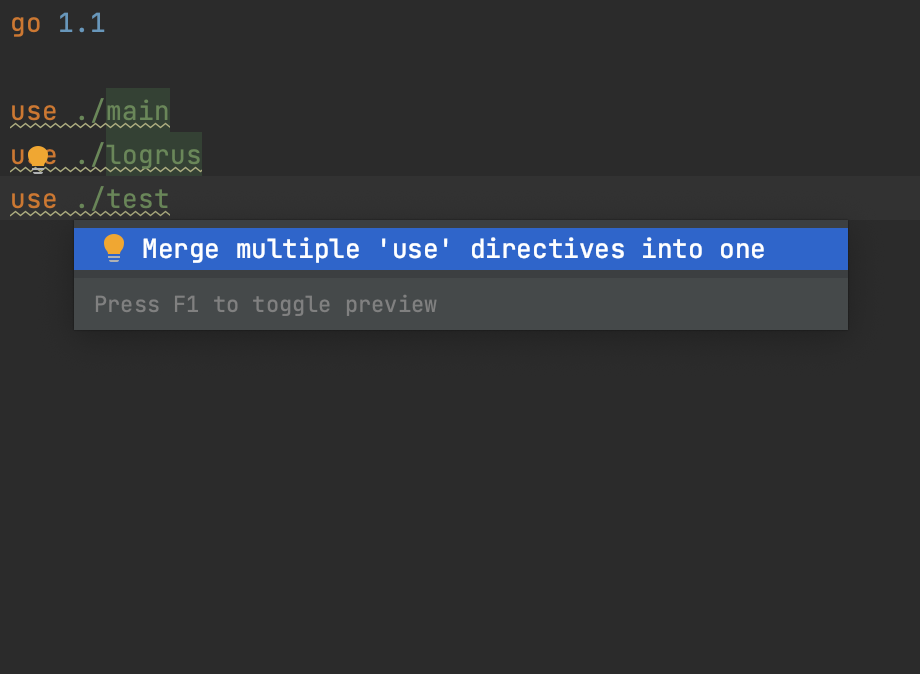 go 1.1
use ./main
use ./logrus
use ./test
Merge multiple 'use' directives into one
Press F1 to toggle preview